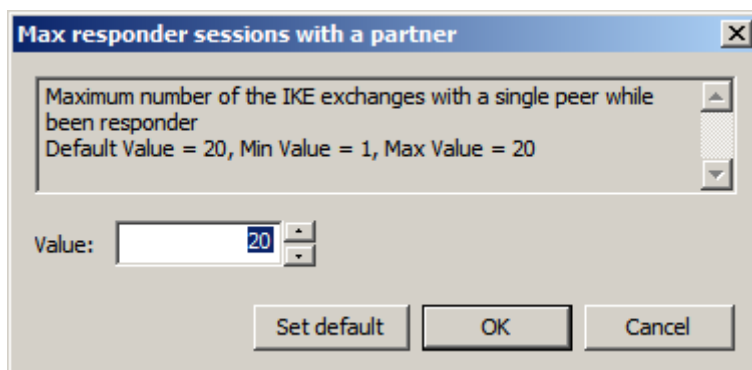 Max responder sessions with a partner
Maximum number of the IKE exchanges with a single peer while
been responder
Default Value = 20, Min Value = 1, Max Value = 20
Value: 20
Set default OK Cancel